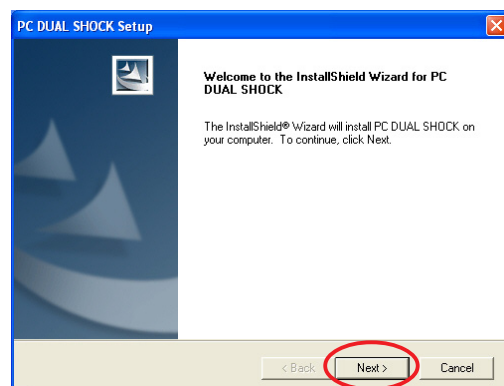 PC DUAL SHOCK Setup
Welcome to the InstallShield Wizard for PC
DUAL SHOCK
The InstallShield® Wizard will install PC DUAL SHOCK on
your computer. To continue, click Next.
< Back
Next >
Cancel